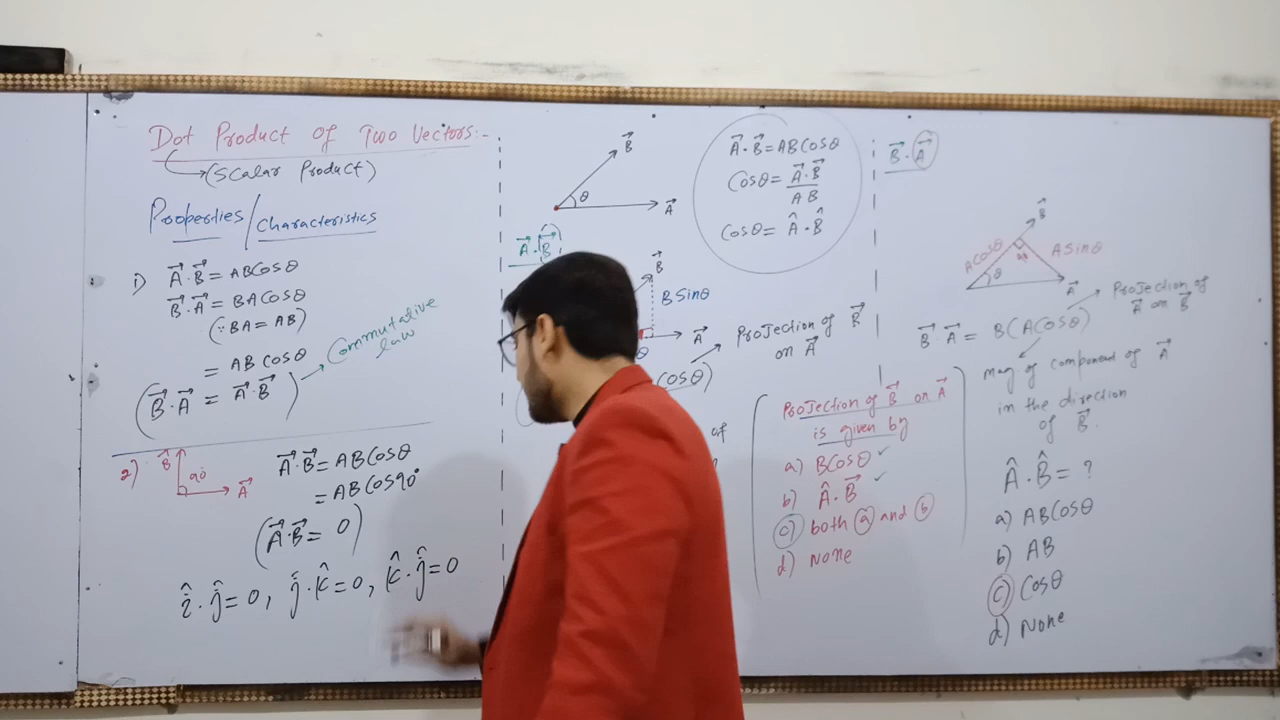 Dot Product of Two Vectors:-
(Scalar Product)
Properties/Characteristics
1) A⃗·B⃗ = ABCosθ
B⃗·A⃗ = BACosθ
(∵BA = AB)
= AB Cosθ
(B⃗·A⃗ = A⃗·B⃗)
Commutative
law
2) B⃗ 90° A⃗
A⃗·B⃗ = ABCosθ
= ABCos90°
(A⃗·B⃗ = 0)
î·ĵ = 0, ĵ·k̂ = 0, k̂·ĵ = 0
B⃗
θ
A⃗
A⃗·B⃗ = ABCosθ
Cosθ = A⃗·B⃗ / AB
Cosθ = Â·B̂
A⃗·B⃗
B⃗
BSinθ
A⃗
θ
Cosθ)
Projection of B⃗
on A⃗
of
Projection of B⃗ on A⃗
is given by
a) BCosθ ✓
b) Â·B⃗ ✓
c) both a and b
d) None
B⃗·A⃗
B⃗
ACosθ
90
ASinθ
θ
A⃗
Projection of
A⃗ on B⃗
B⃗·A⃗ = B(ACosθ)
Mag of component of A⃗
in the direction
of B⃗.
Â·B̂ = ?
a) ABCosθ
b) AB
c) Cosθ
d) None